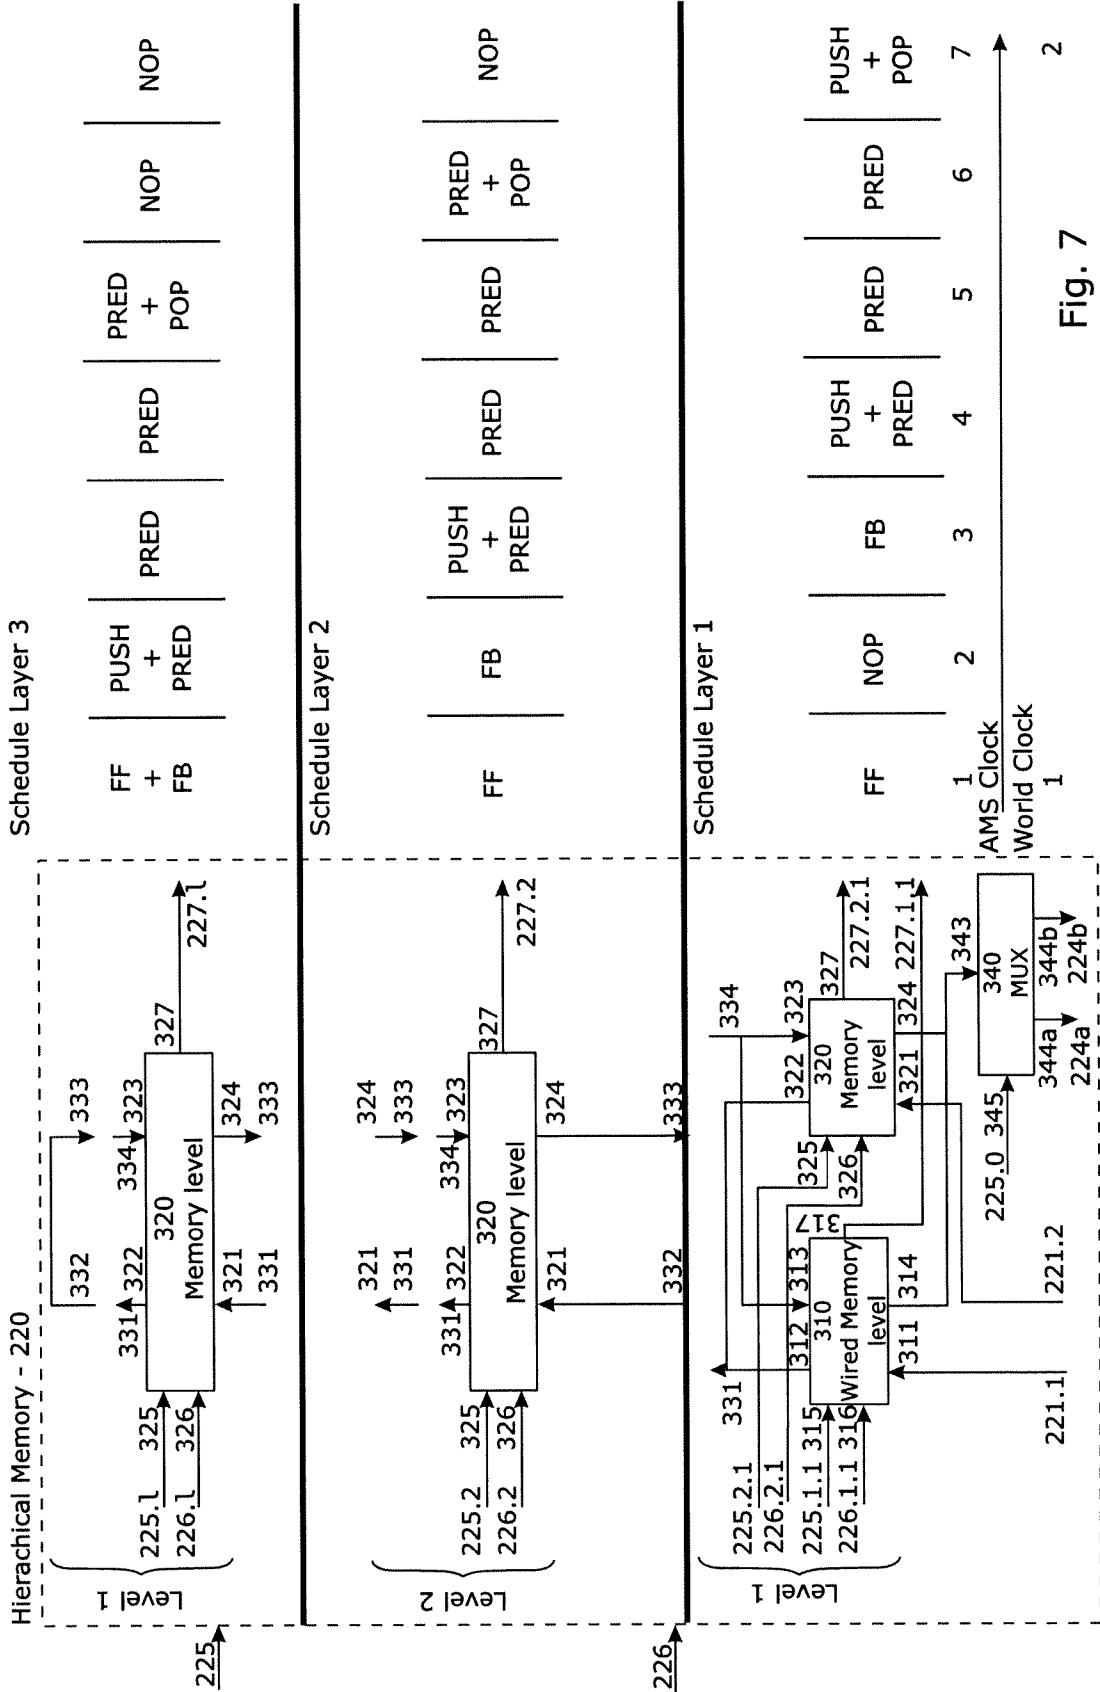 Hierachical Memory - 220
225
Level 1
225.l 325
226.l 326
331 322
332
333
334 323
320
Memory level
321
331
324
333
327
227.l
Schedule Layer 3
FF
+
FB
PUSH
+
PRED
PRED
PRED
PRED
+
POP
NOP
NOP
226
Level 2
225.2 325
226.2 326
321
331
331 322
324
333
334 323
320
Memory level
321
332
324
333
327
227.2
Schedule Layer 2
FF
FB
PUSH
+
PRED
PRED
PRED
PRED
+
POP
NOP
Level 1
225.2.1
226.2.1
225.1.1 315
226.1.1 316
331
312 313
310
Wired Memory
level
317
311 314
221.1
221.2
334
322 323
325
326
320
Memory
level
321 324
327
227.2.1
227.1.1
343
340
MUX
225.0 345
344a 344b
224a 224b
Schedule Layer 1
FF
NOP
FB
PUSH
+
PRED
PRED
PRED
PUSH
+
POP
1 2 3 4 5 6 7
AMS Clock
World Clock
1 2
Fig. 7